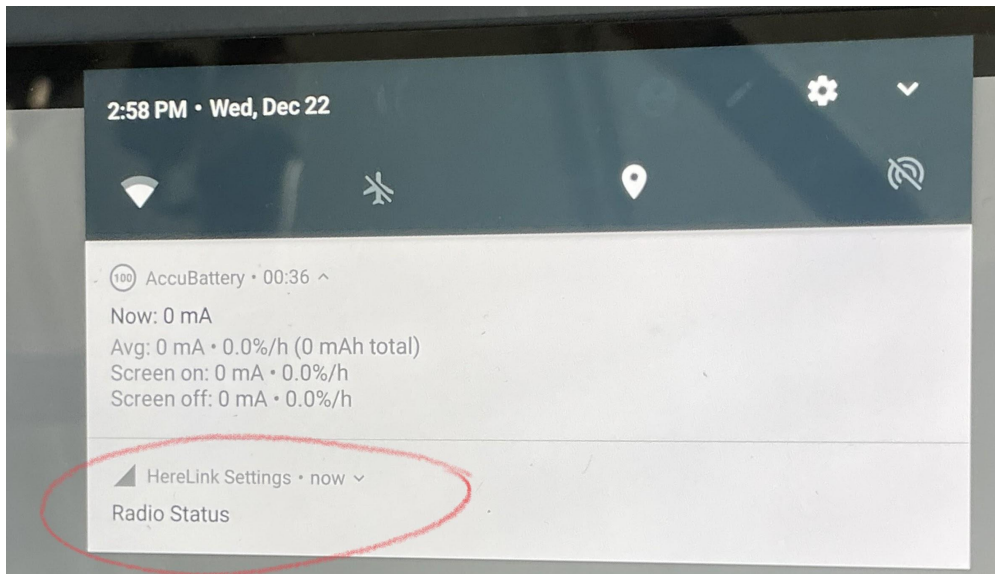 2:58 PM • Wed, Dec 22
100 AccuBattery • 00:36
Now: 0 mA
Avg: 0 mA • 0.0%/h (0 mAh total)
Screen on: 0 mA • 0.0%/h
Screen off: 0 mA • 0.0%/h
HereLink Settings • now
Radio Status